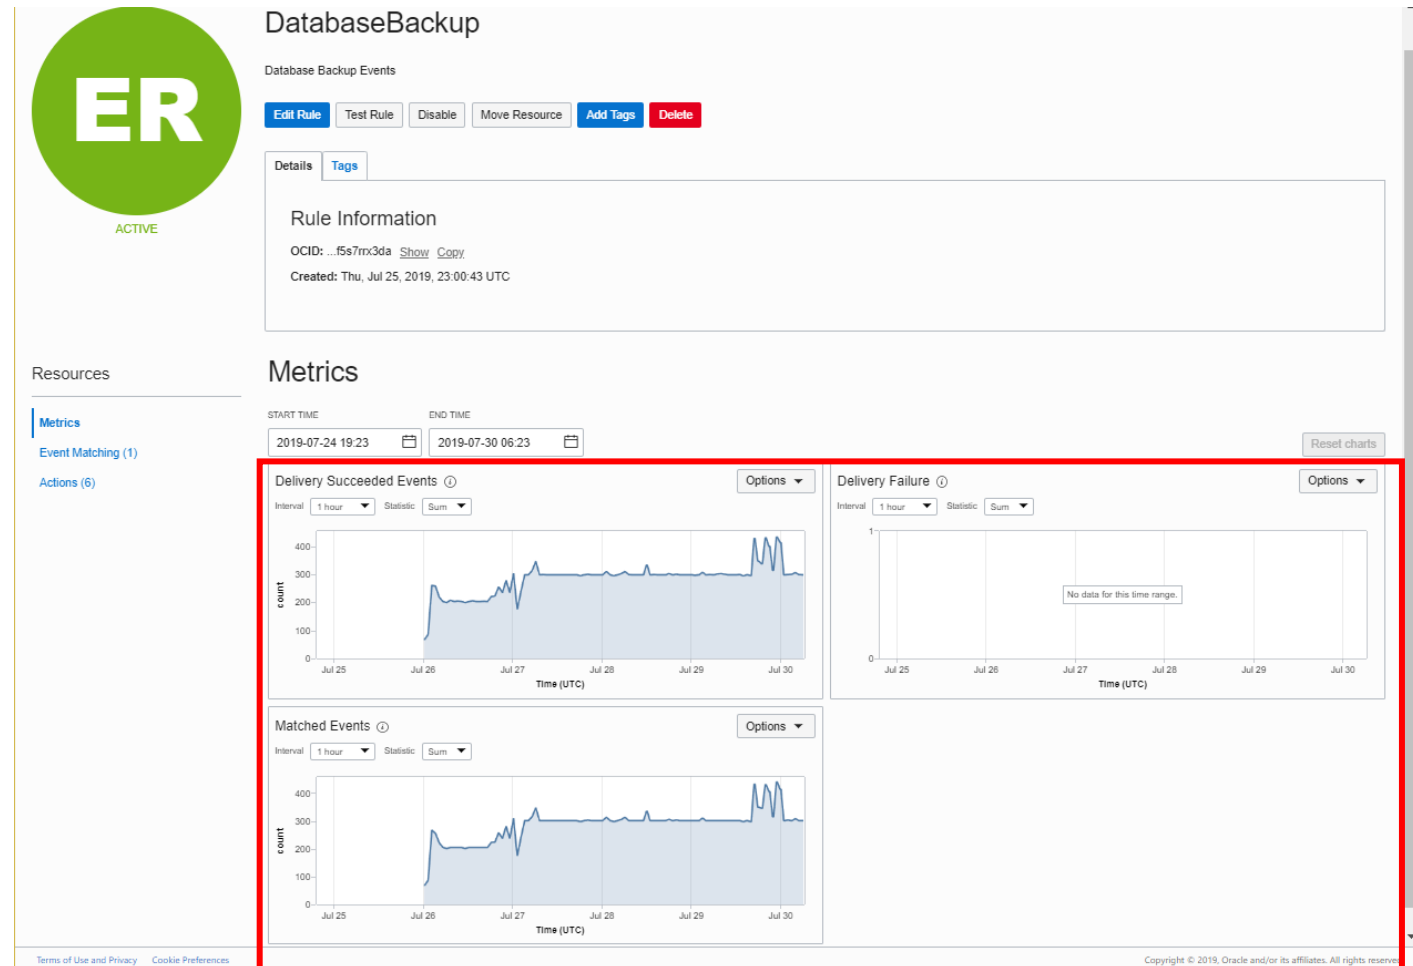 DatabaseBackup
Database Backup Events
ER
Edit Rule Test Rule Disable Move Resource Add Tags Delete
Details Tags
ACTIVE
Rule Information
OCID: ...f5s7rrx3da Show Copy
Created: Thu, Jul 25, 2019, 23:00:43 UTC
Resources
Metrics
Event Matching (1)
Actions (6)
Metrics
START TIME END TIME
2019-07-24 19:23 2019-07-30 06:23
Reset charts
Delivery Succeeded Events i Options
Interval 1 hour Statistic Sum
400
300
200
100
0
count
Jul 25 Jul 26 Jul 27 Jul 28 Jul 29 Jul 30
Time (UTC)
Delivery Failure i Options
Interval 1 hour Statistic Sum
1
No data for this time range.
0
Jul 25 Jul 26 Jul 27 Jul 28 Jul 29 Jul 30
Time (UTC)
Matched Events i Options
Interval 1 hour Statistic Sum
400
300
200
100
0
count
Jul 25 Jul 26 Jul 27 Jul 28 Jul 29 Jul 30
Time (UTC)
Terms of Use and Privacy Cookie Preferences
Copyright © 2019, Oracle and/or its affiliates. All rights reserve